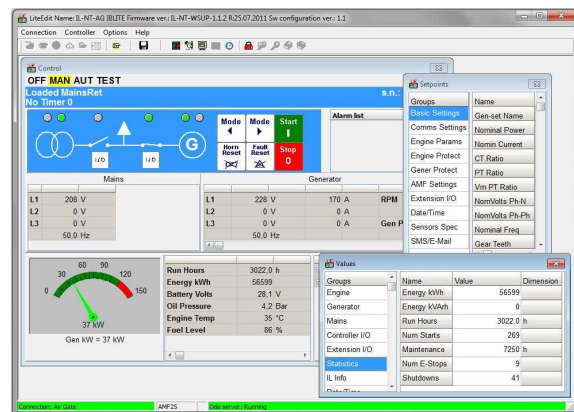 LiteEdit Name: IL-NT-AG IBLITE Firmware ver.: IL-NT-WSUP-1.1.2 R:25.07.2011 Sw configuration ver.: 1.1
Connection Controller Options Help
Control
OFF MAN AUT TEST
Loaded MainsRet
s.n.:
No Timer 0
Mode Mode Start
I
Horn Reset Fault Reset Stop
0
Alarm list
G
I/O I/O
Mains Generator
L1 208 V L1 228 V 170 A RPM
L2 0 V L2 0 V 0 A
L3 0 V L3 0 V 0 A Gen P
50,0 Hz 50,0 Hz
0 30 60 90 120 150
37 kW
Gen kW = 37 kW
Run Hours 3022,0 h
Energy kWh 56599
Battery Volts 28,1 V
Oil Pressure 4,2 Bar
Engine Temp 35 °C
Fuel Level 86 %
Setpoints
Groups Name
Basic Settings Gen-set Name
Comms Settings Nominal Power
Engine Params Nomin Current
Engine Protect CT Ratio
Gener Protect PT Ratio
AMF Settings Vm PT Ratio
Extension I/O NomVolts Ph-N
Date/Time NomVolts Ph-Ph
Sensors Spec Nominal Freq
SMS/E-Mail Gear Teeth
Values
Groups Name Value Dimension
Engine Energy kWh 56599
Generator Energy kVArh 0
Mains Run Hours 3022,0 h
Controller I/O Num Starts 269
Extension I/O Maintenance 7250 h
Statistics Num E-Stops 9
IL Info Shutdowns 41
Date/Time
Connection: Air Gate AMF25 Dde server: Running